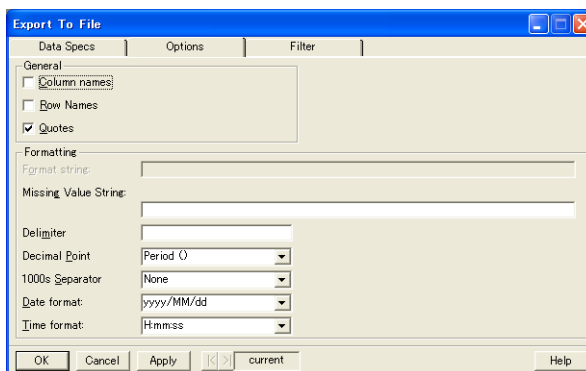 Export To File
Data Specs Options Filter
General
Column names
Row Names
Quotes
Formatting
Format string:
Missing Value String:
Delimiter
Decimal Point Period ()
1000s Separator None
Date format: yyyy/MM/dd
Time format: H:mm:ss
OK Cancel Apply current Help